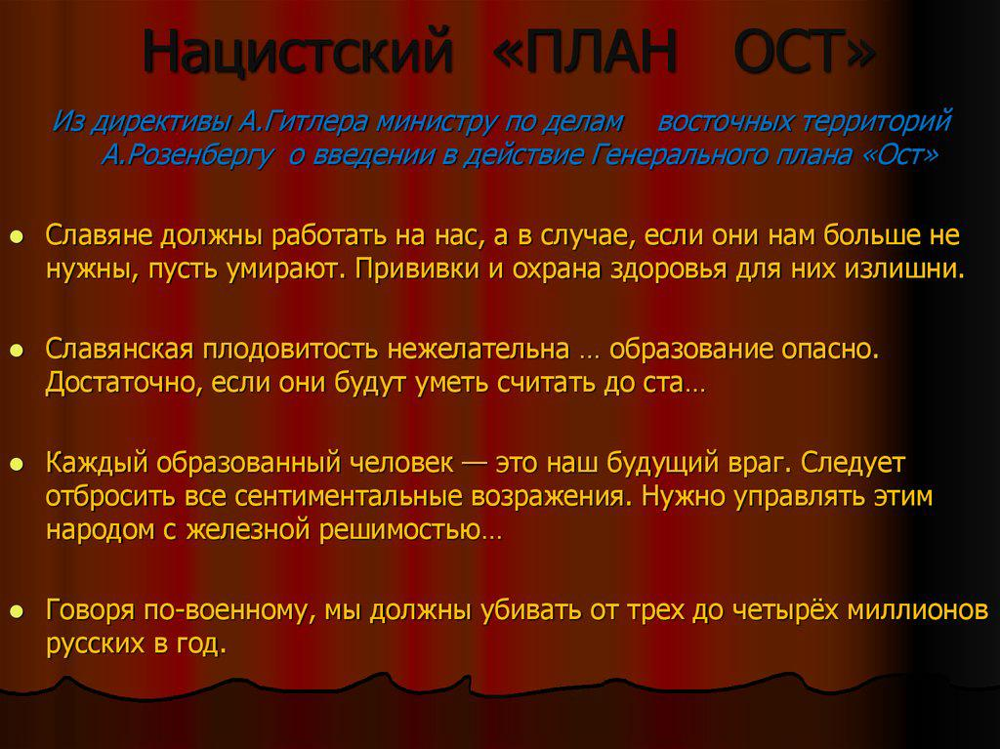 Нацистский «ПЛАН ОСТ»
Из директивы А.Гитлера министру по делам восточных территорий
А.Розенбергу о введении в действие Генерального плана «Ост»
● Славяне должны работать на нас, а в случае, если они нам больше не
нужны, пусть умирают. Прививки и охрана здоровья для них излишни.
● Славянская плодовитость нежелательна ... образование опасно.
Достаточно, если они будут уметь считать до ста...
● Каждый образованный человек — это наш будущий враг. Следует
отбросить все сентиментальные возражения. Нужно управлять этим
народом с железной решимостью...
● Говоря по-военному, мы должны убивать от трех до четырёх миллионов
русских в год.